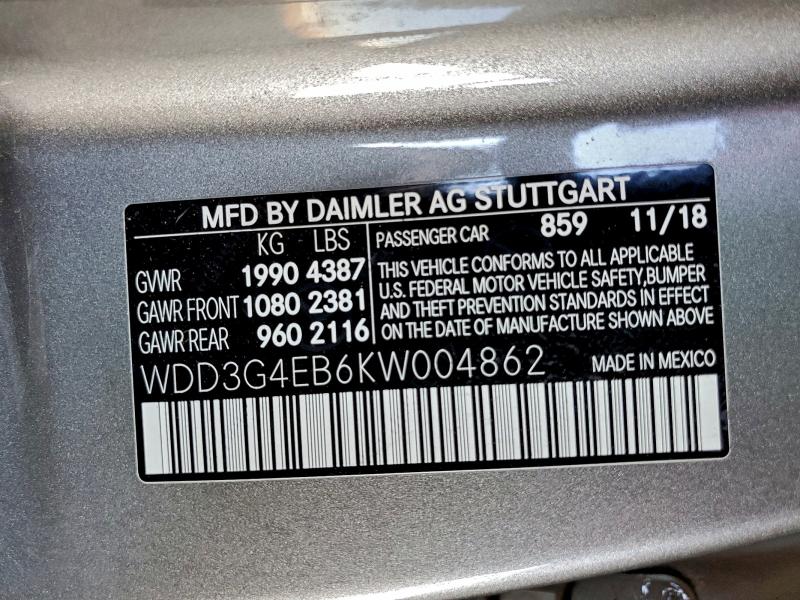 MFD BY DAIMLER AG STUTTGART
KG LBS
GVWR 1990 4387
GAWR FRONT 1080 2381
GAWR REAR 960 2116
PASSENGER CAR 859 11/18
THIS VEHICLE CONFORMS TO ALL APPLICABLE
U.S. FEDERAL MOTOR VEHICLE SAFETY,BUMPER
AND THEFT PREVENTION STANDARDS IN EFFECT
ON THE DATE OF MANUFACTURE SHOWN ABOVE
WDD3G4EB6KW004862 MADE IN MEXICO